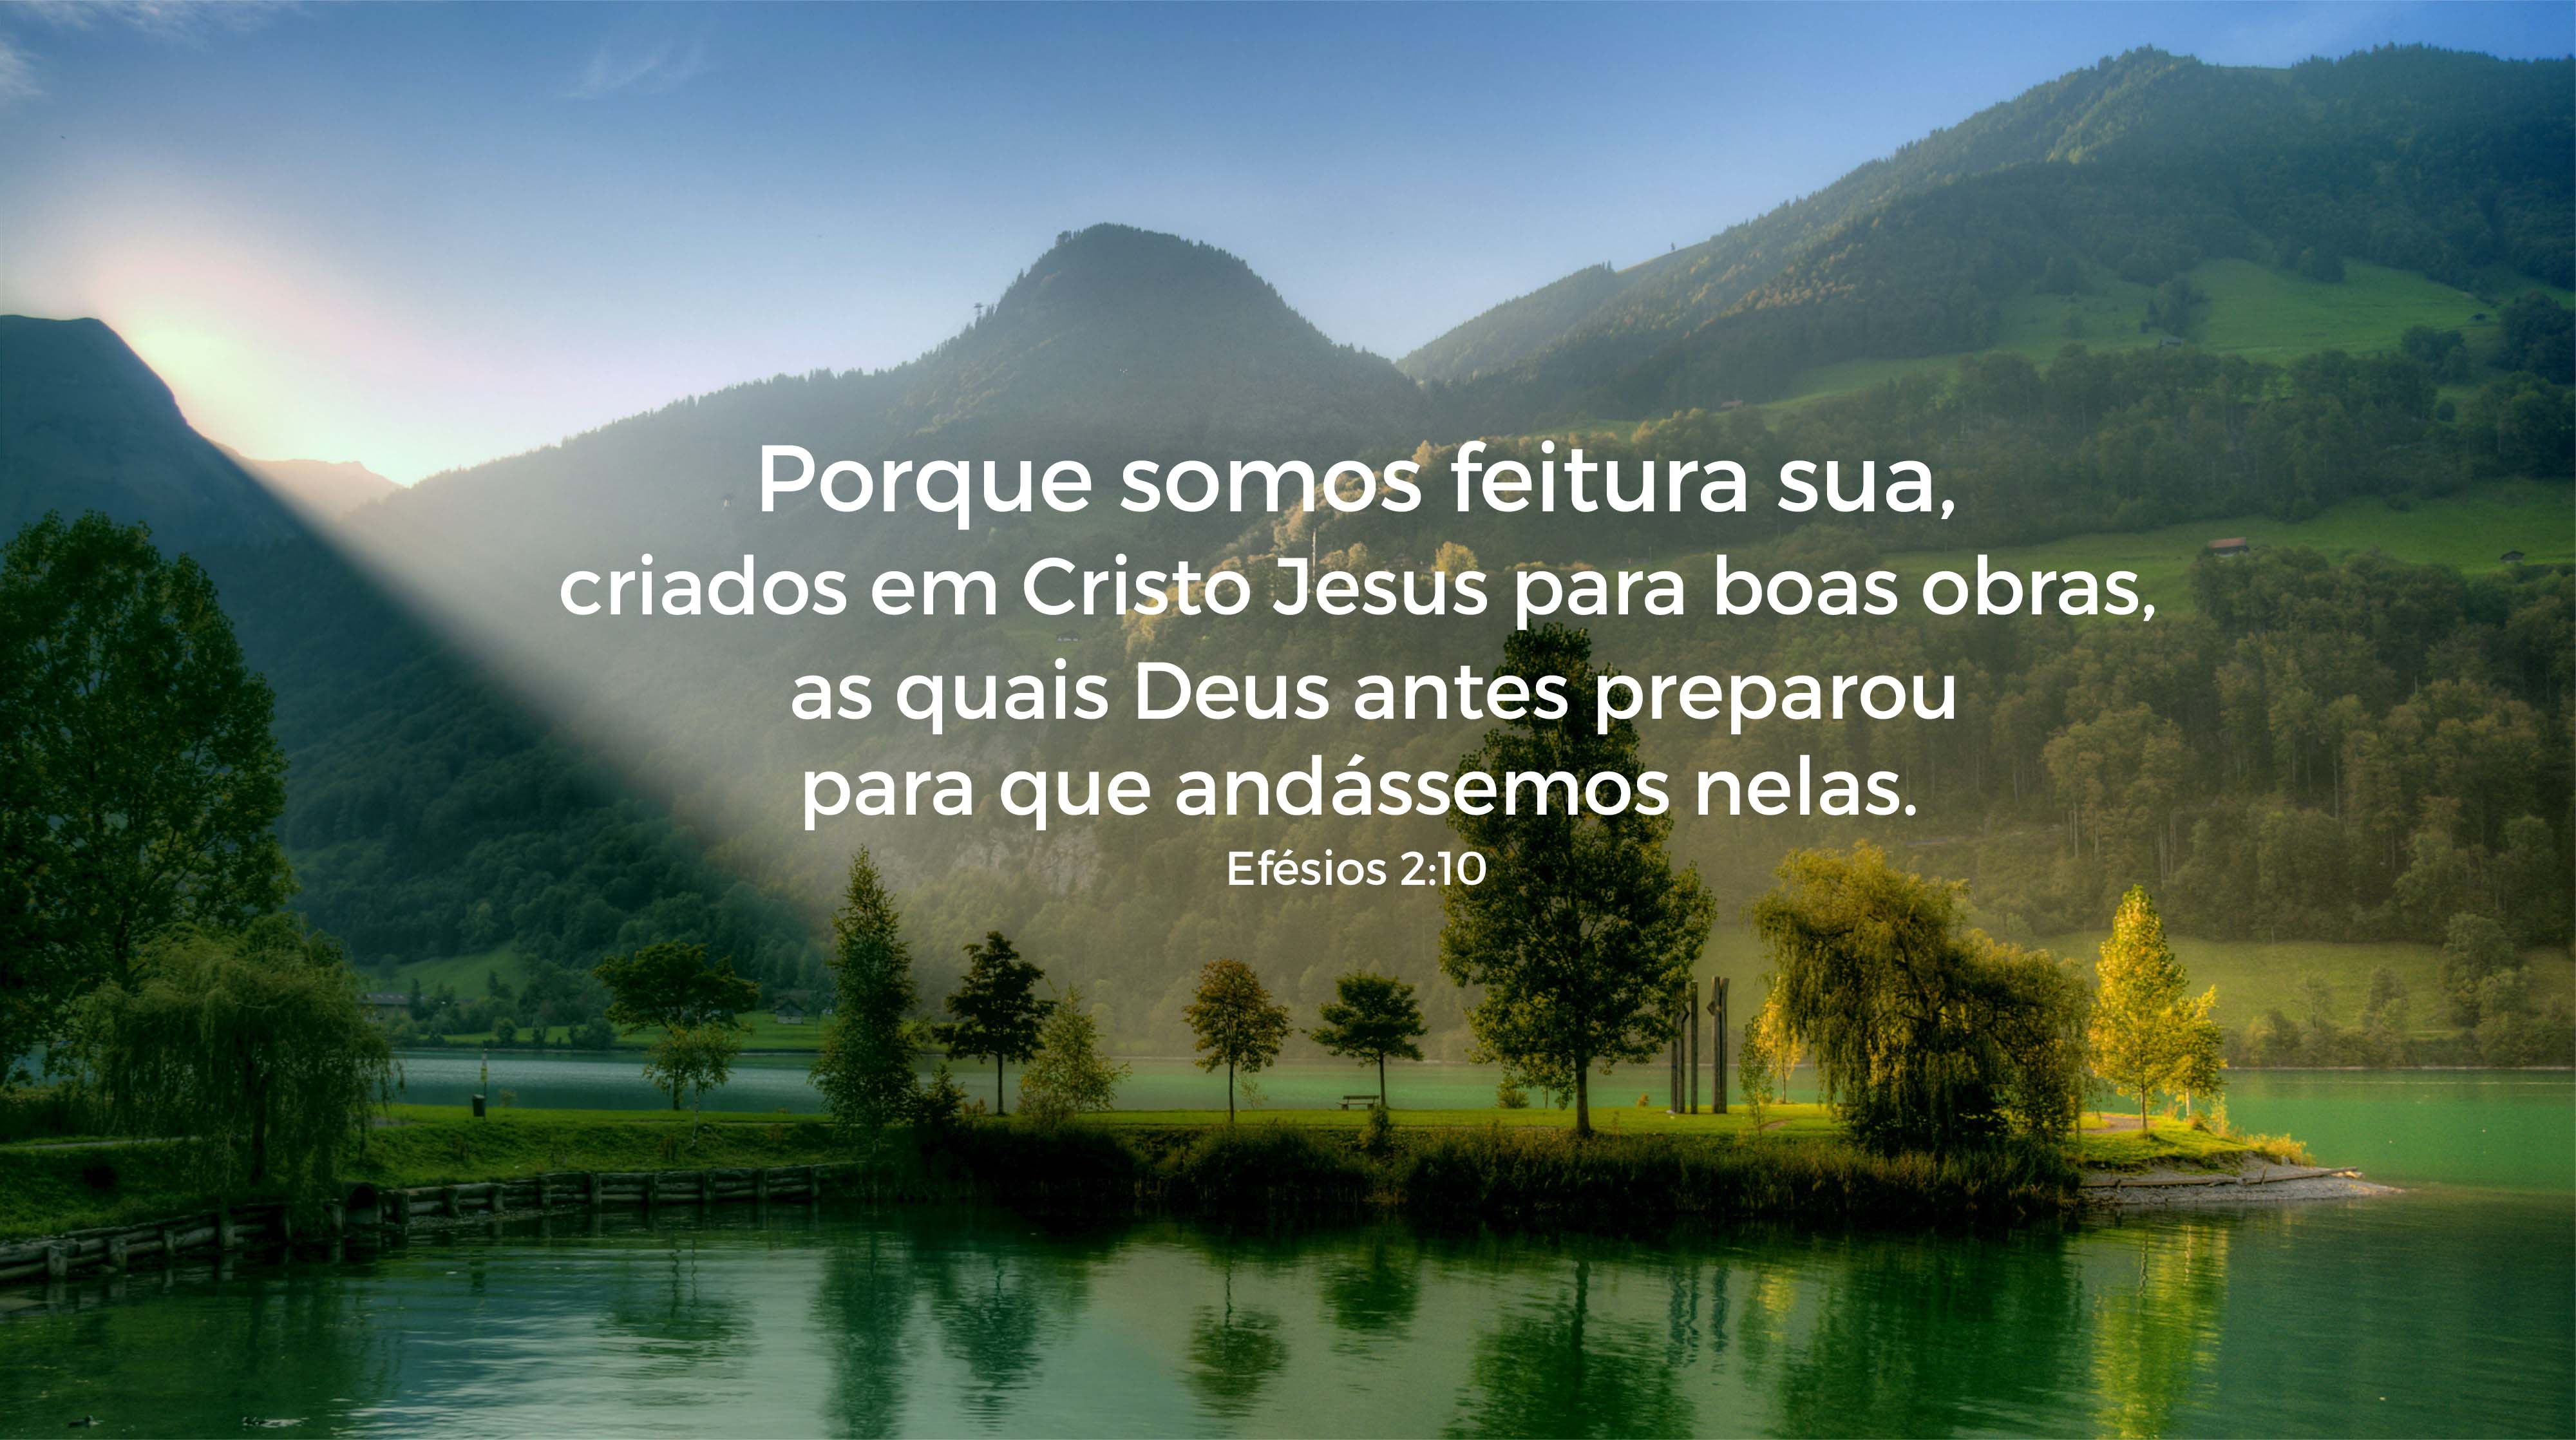 Porque somos feitura sua,
criados em Cristo Jesus para boas obras,
as quais Deus antes preparou
para que andássemos nelas.
Efésios 2:10